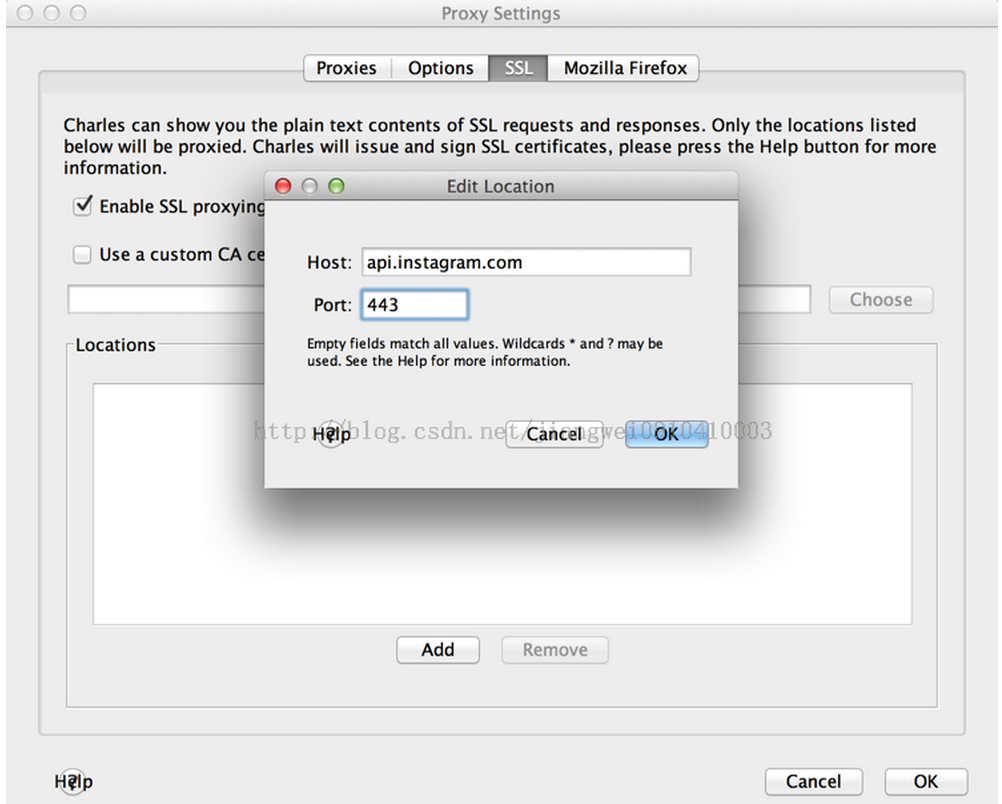 Proxy Settings
Proxies Options SSL Mozilla Firefox
Charles can show you the plain text contents of SSL requests and responses. Only the locations listed
below will be proxied. Charles will issue and sign SSL certificates, please press the Help button for more
information.
Edit Location
Enable SSL proxying
Use a custom CA ce
Host: api.instagram.com
Port: 443
Choose
Empty fields match all values. Wildcards * and ? may be
used. See the Help for more information.
Locations
Help Cancel OK
http://blog.csdn.net/jiangwei0910410003
Add Remove
Help Cancel OK